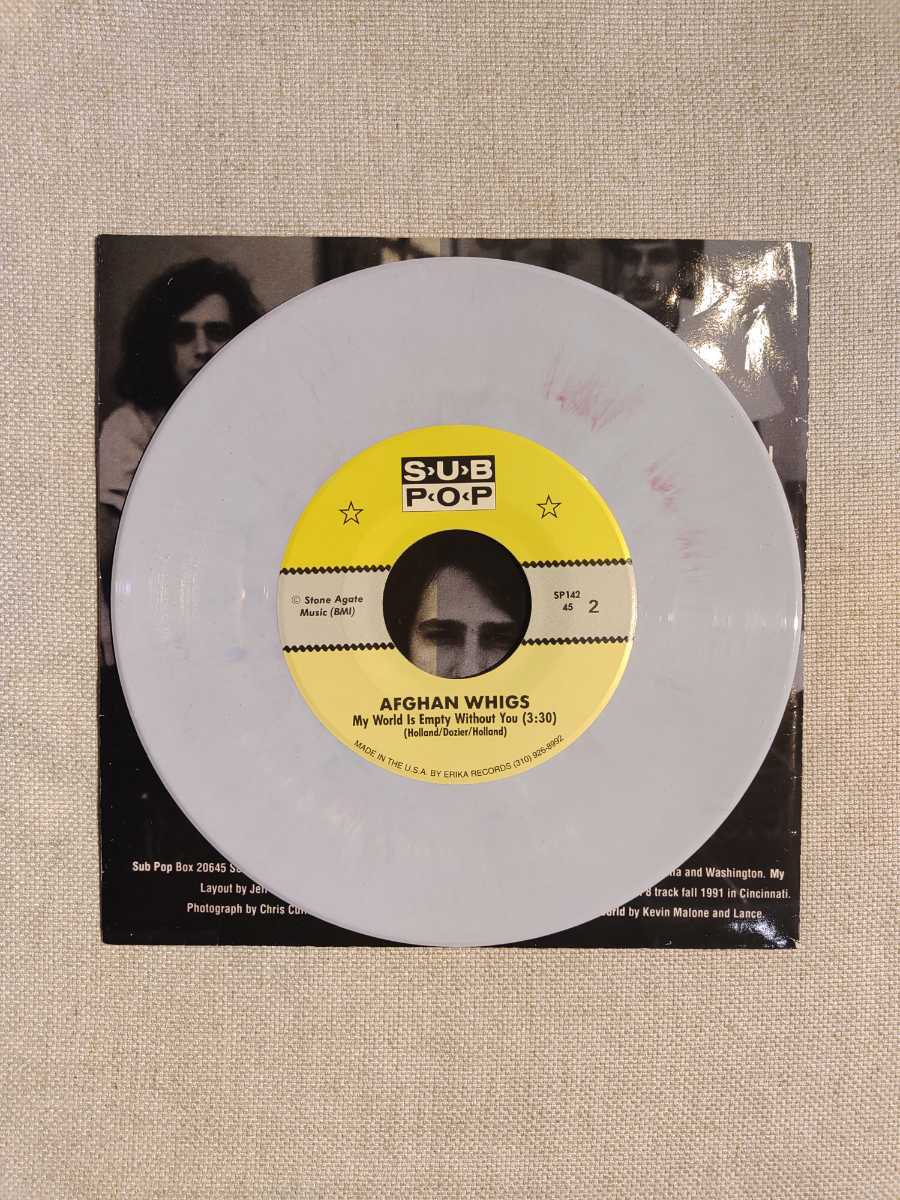 SUB
POP
© Stone Agate
Music (BMI)
SP142
45 2
AFGHAN WHIGS
My World Is Empty Without You (3:30)
(Holland/Dozier/Holland)
MADE IN THE U.S.A. BY ERIKA RECORDS (310) 926-8992
Sub Pop Box 20645 and Washington. My
Layout by 8 track fall 1991 in Cincinnati.
Photograph by Chris by Kevin Malone and Lance.